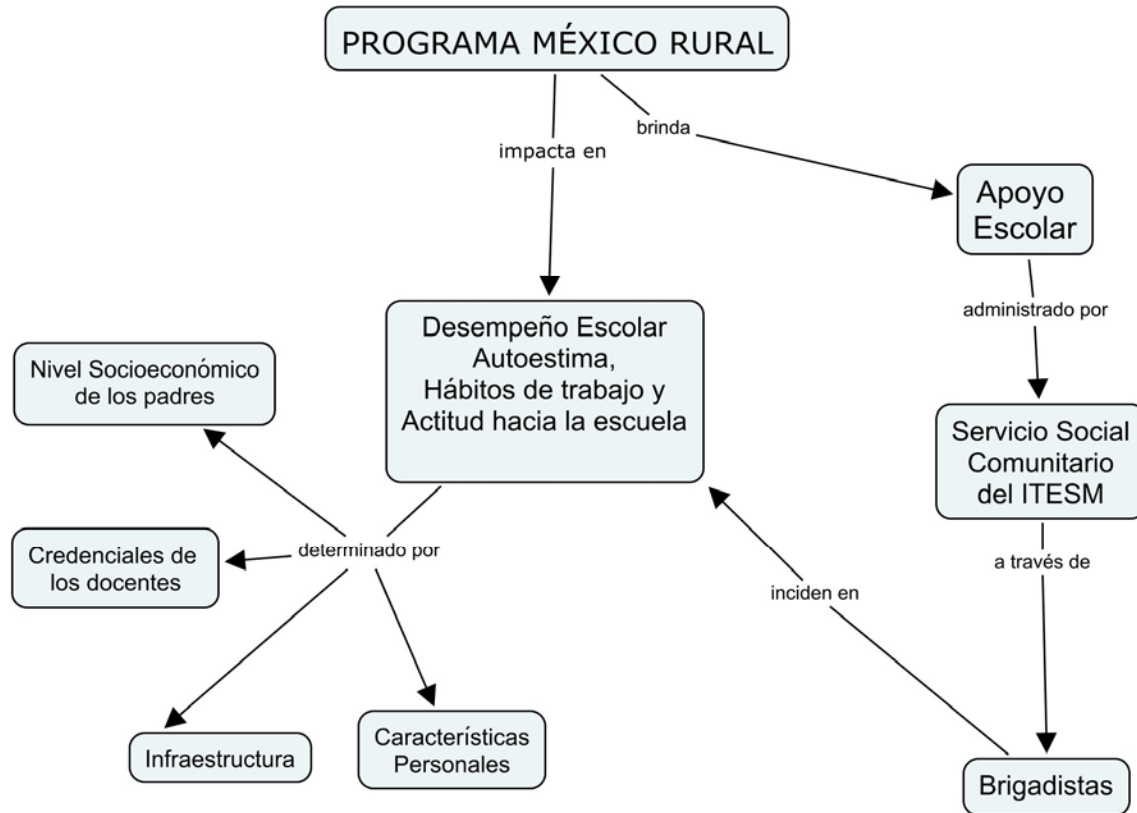 PROGRAMA MÉXICO RURAL
brinda
impacta en
Apoyo
Escolar
administrado por
Desempeño Escolar
Autoestima,
Hábitos de trabajo y
Actitud hacia la escuela
Nivel Socioeconómico
de los padres
Servicio Social
Comunitario
del ITESM
Credenciales de
los docentes
determinado por
a través de
inciden en
Infraestructura
Características
Personales
Brigadistas